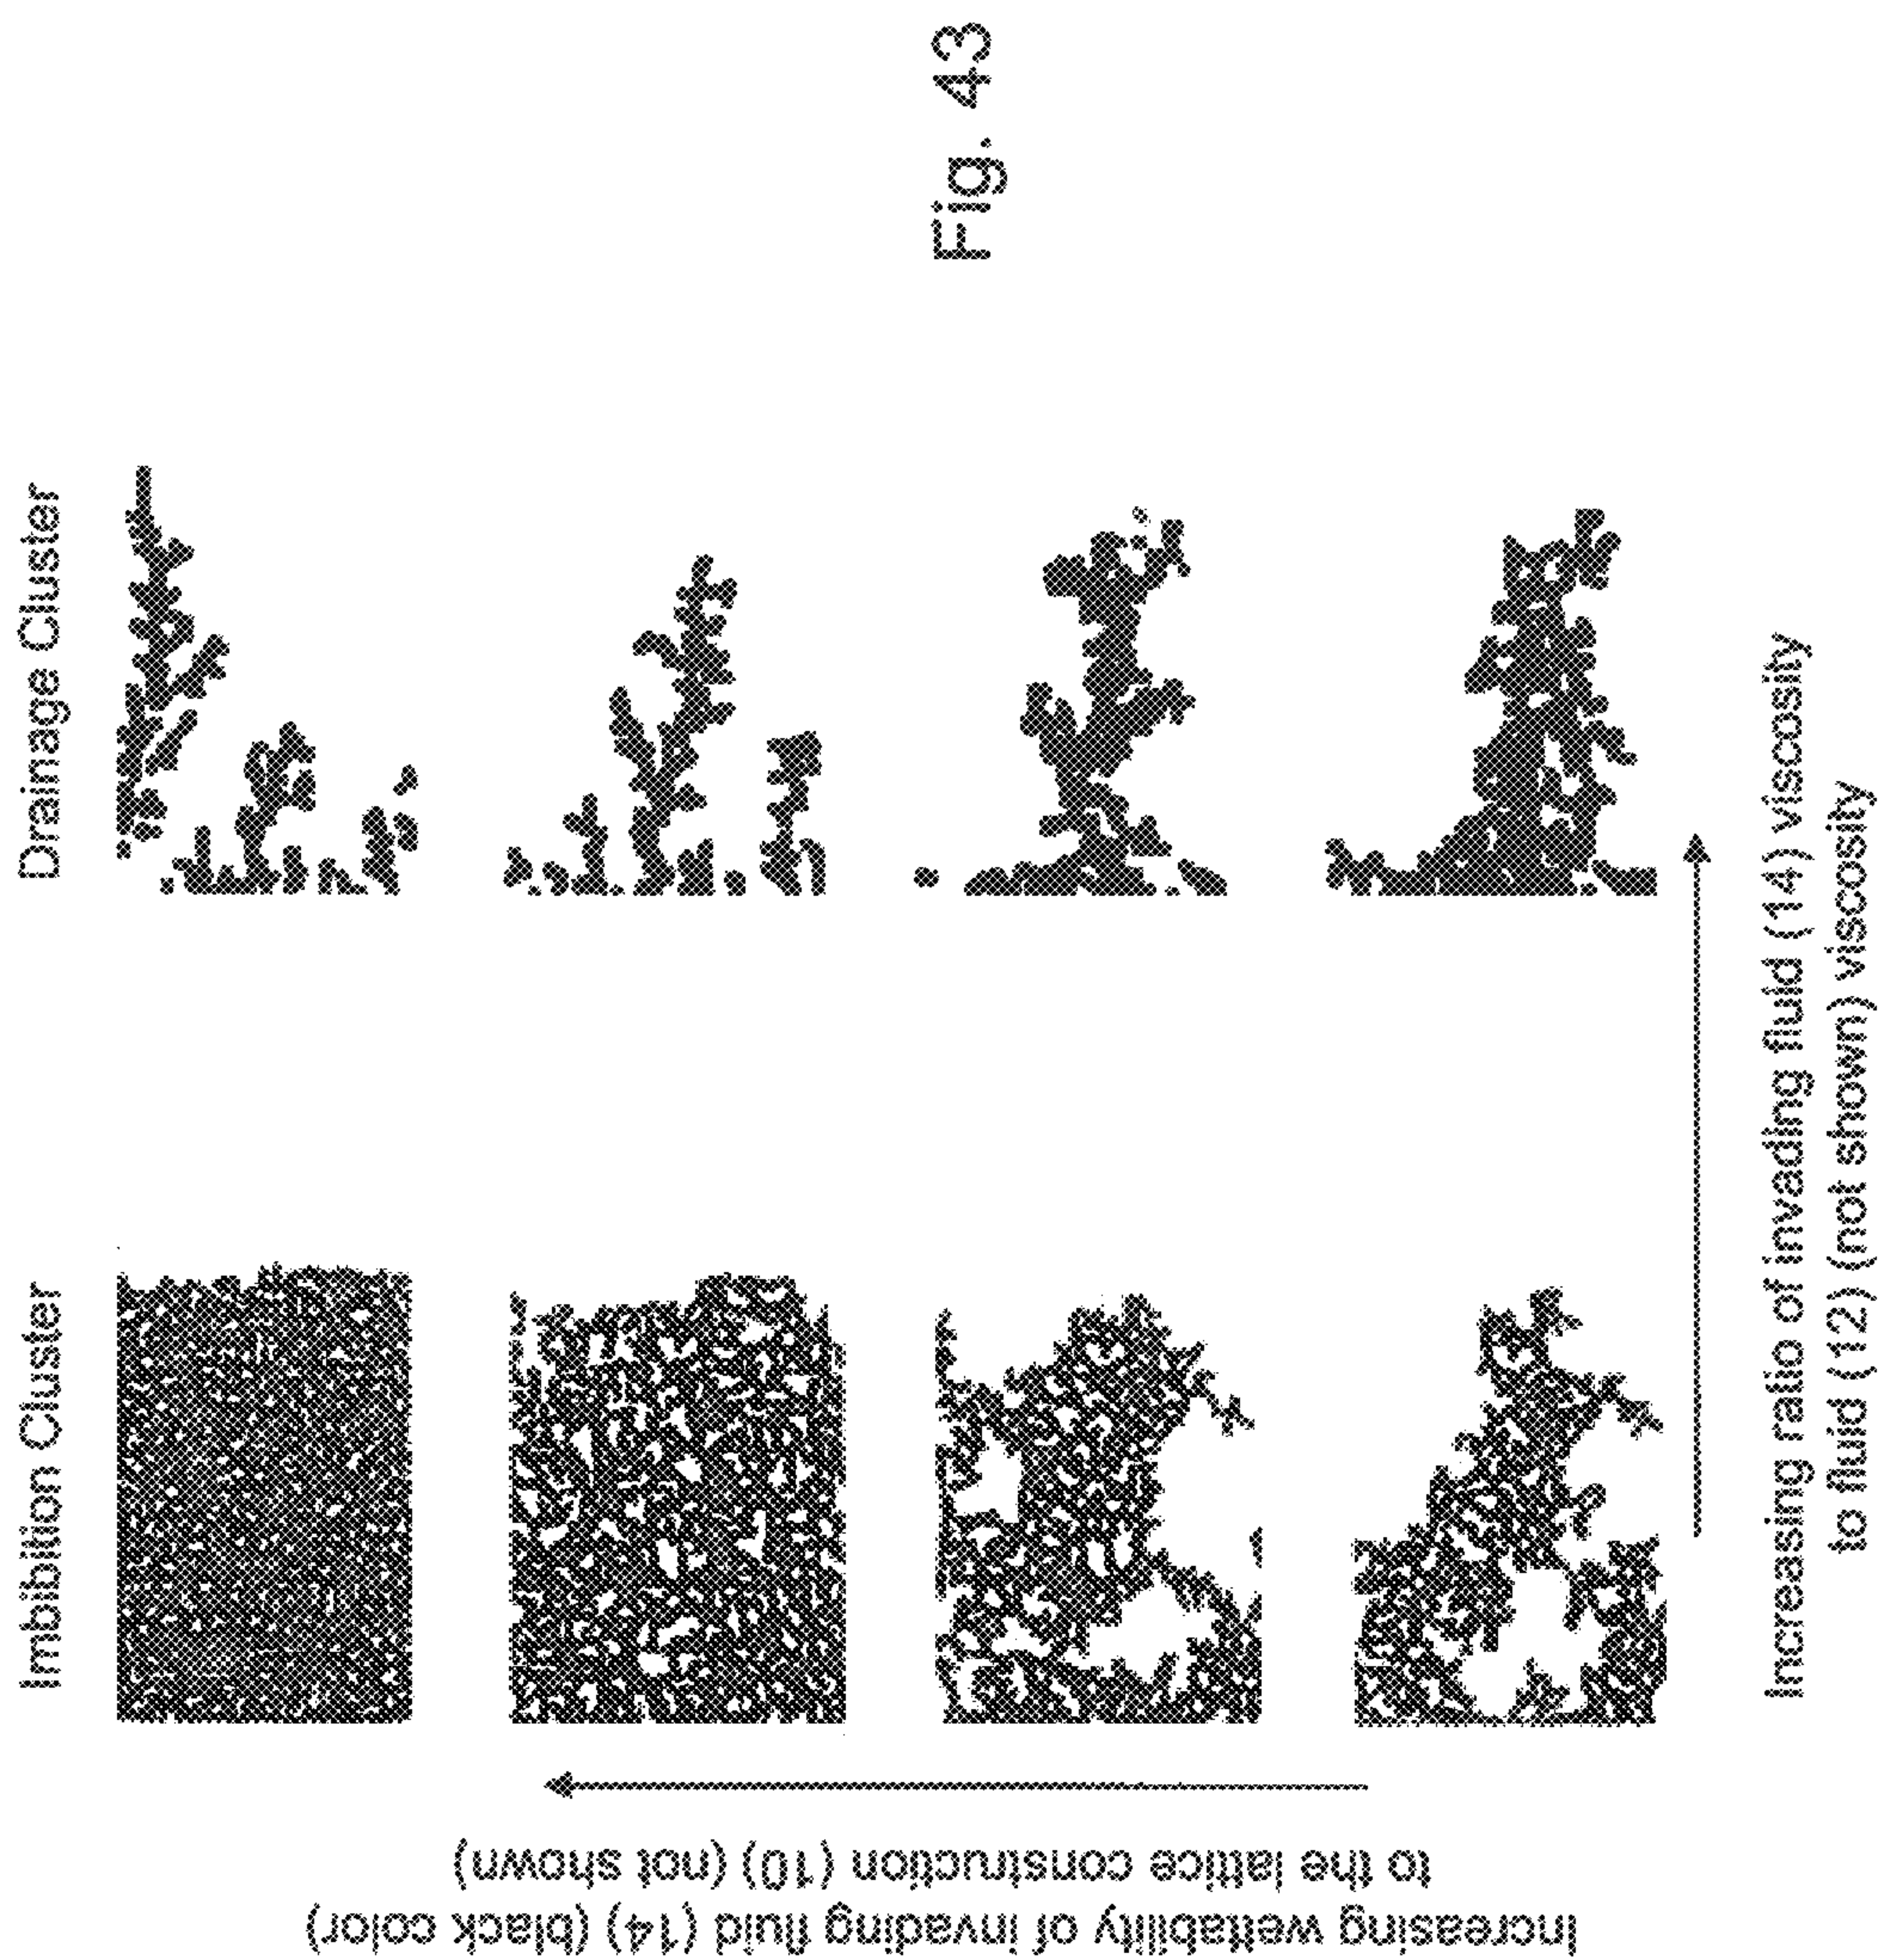 Fig. 43
Imbibition Cluster
Drainage Cluster
Increasing wettability of invading fluid (14) (black color)
to the lattice construction (10) (not shown)
Increasing ratio of invading fluid (14) viscosity
to fluid (12) (not shown) viscosity